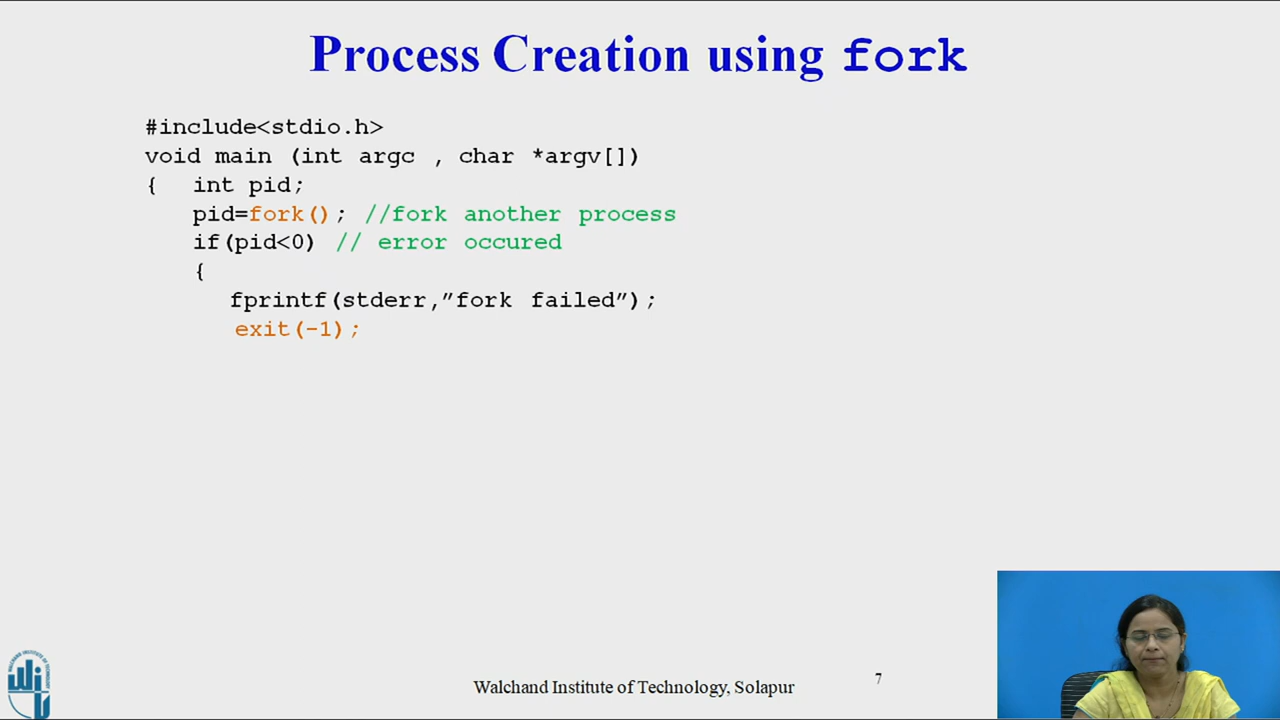 Process Creation using fork
#include<stdio.h>
void main (int argc , char *argv[])
{ int pid;
pid=fork(); //fork another process
if(pid<0) // error occured
{
fprintf(stderr,”fork failed”);
exit(-1);
Walchand Institute of Technology, Solapur
7